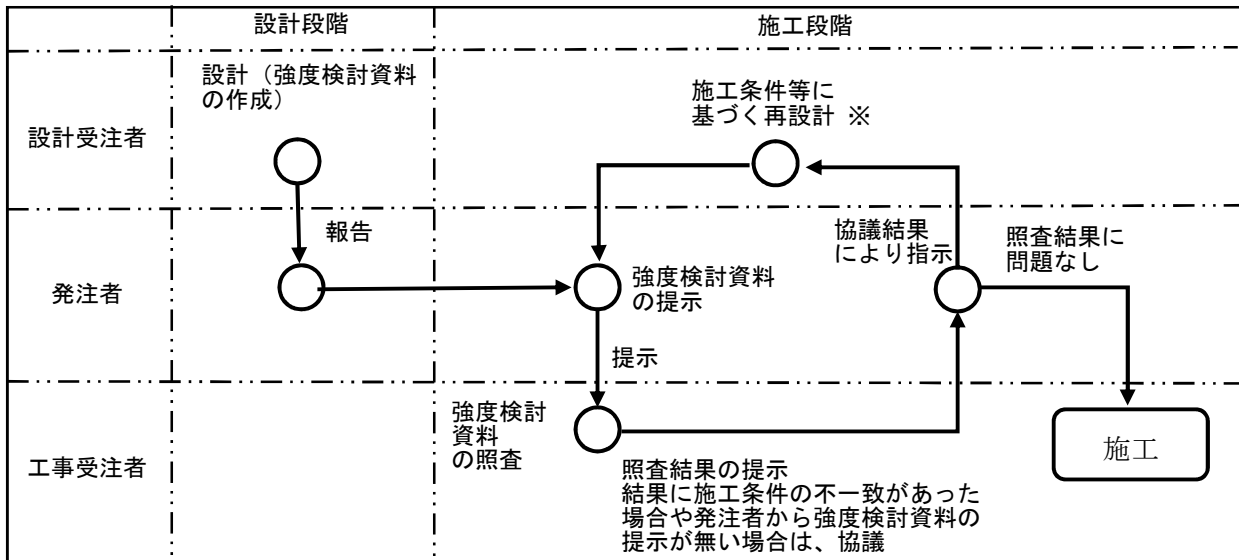 設計段階
施工段階
設計受注者
設計（強度検討資料
の作成）
施工条件等に
基づく再設計 ※
発注者
報告
強度検討資料
の提示
協議結果
により指示
照査結果に
問題なし
提示
工事受注者
強度検討
資料
の照査
照査結果の提示
結果に施工条件の不一致があった
場合や発注者から強度検討資料の
提示が無い場合は、協議
施工